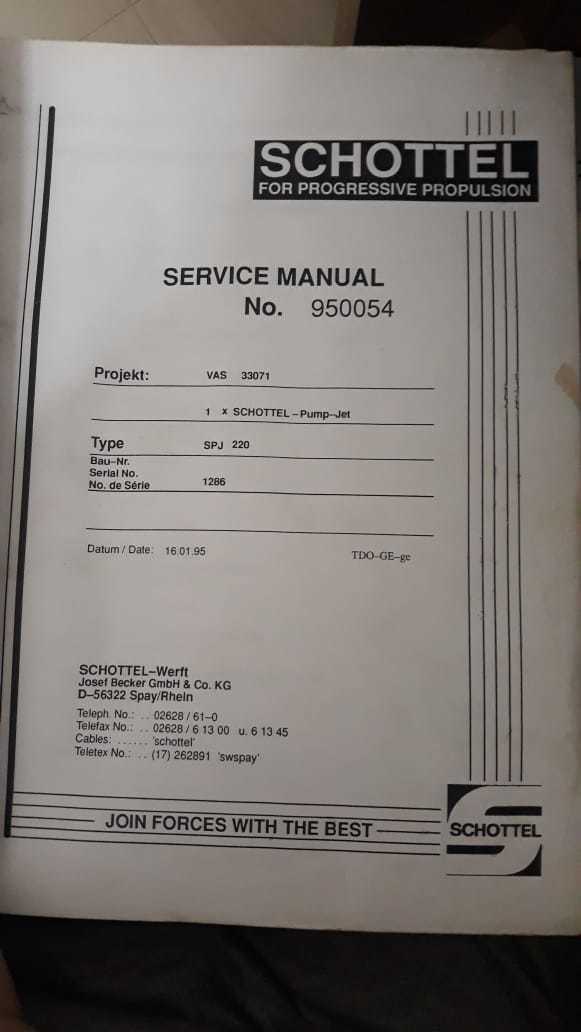 SCHOTTEL
FOR PROGRESSIVE PROPULSION
SERVICE MANUAL
No. 950054
Projekt: VAS 33071
1 x SCHOTTEL-Pump-Jet
Type SPJ 220
Bau-Nr.
Serial No.
No. de Série 1286
Datum / Date: 16.01.95 TDO-GE-ge
SCHOTTEL-Werft
Josef Becker GmbH & Co. KG
D-56322 Spay/Rhein
Teleph. No.: . . 02628 / 61-0
Telefax No.: . . 02628 / 6 13 00 u. 6 13 45
Cables: . . . . . . 'schottel'
Teletex No.: . . (17) 262891 'swspay'
JOIN FORCES WITH THE BEST
SCHOTTEL